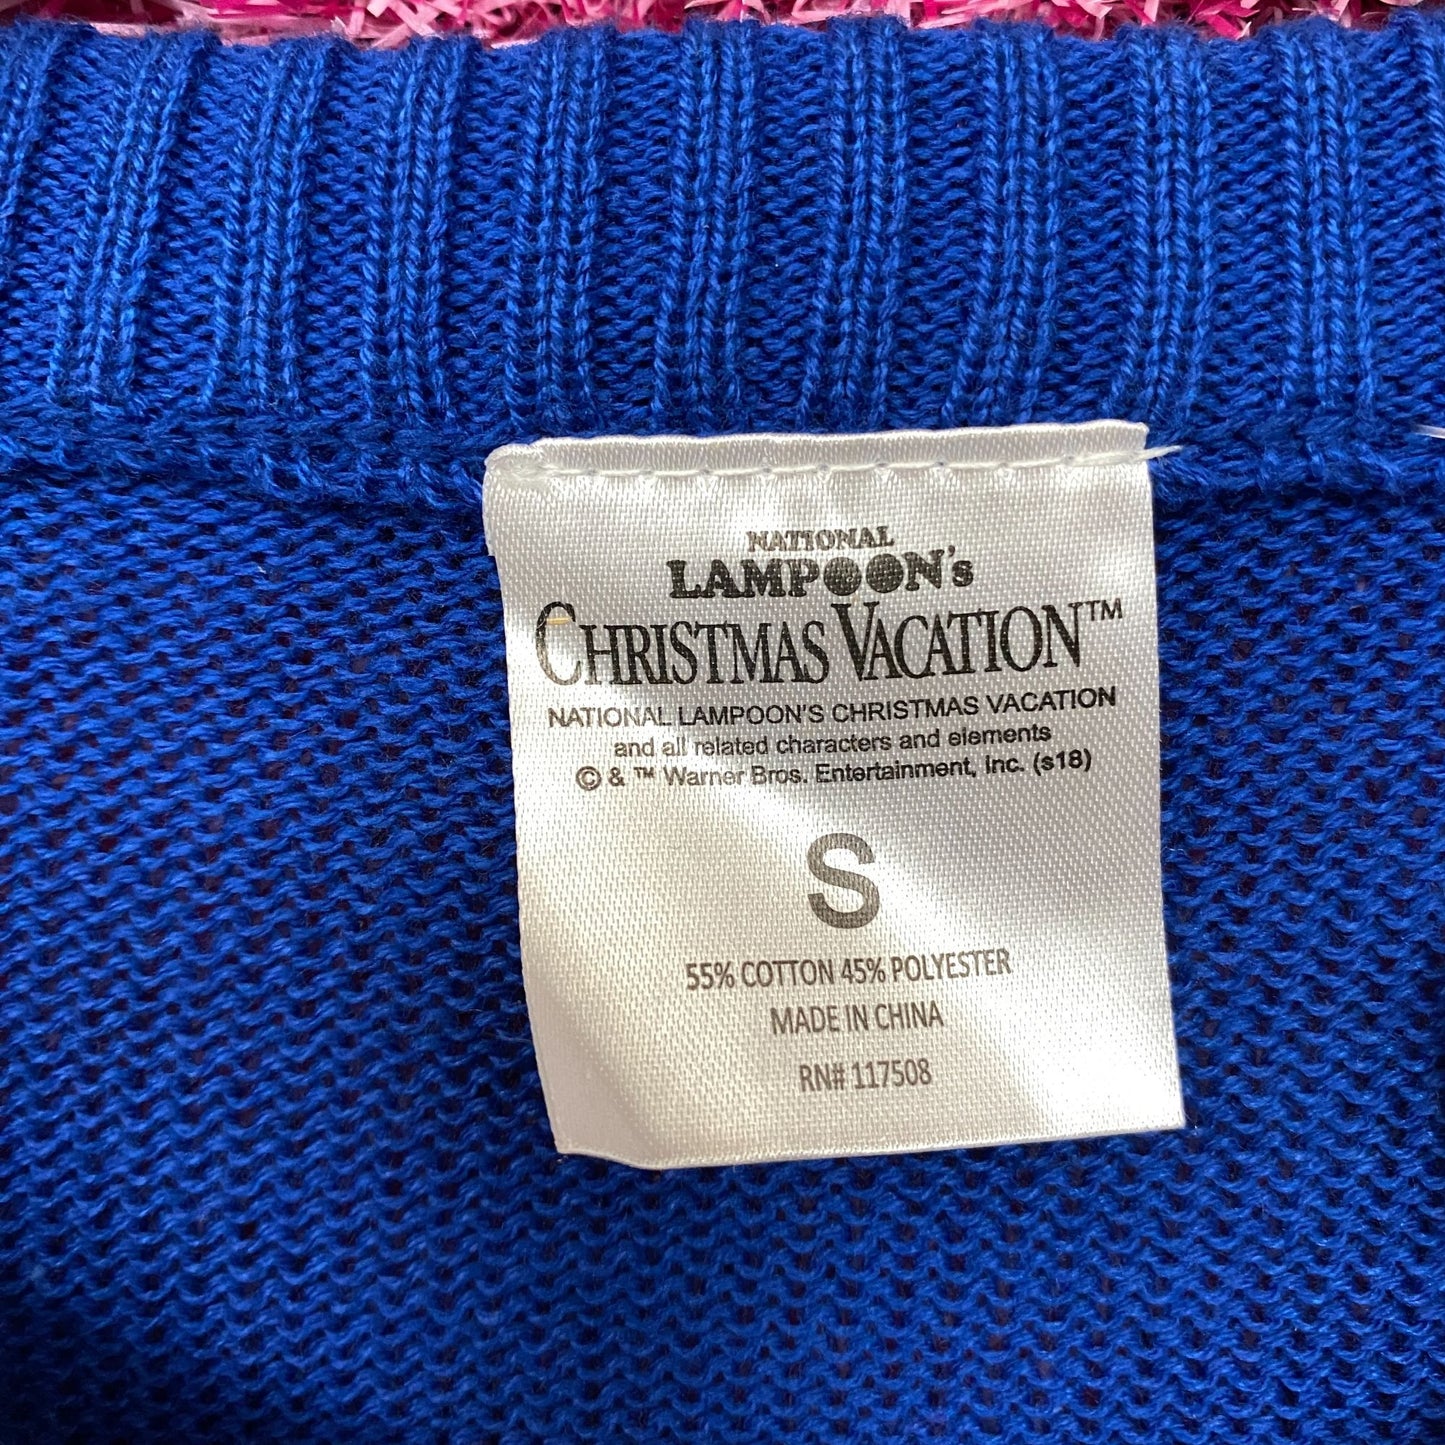 NATIONAL
LAMPOON's
CHRISTMAS VACATION™
NATIONAL LAMPOON'S CHRISTMAS VACATION
and all related characters and elements
© & ™ Warner Bros. Entertainment, Inc. (s18)
S
55% COTTON 45% POLYESTER
MADE IN CHINA
RN# 117508